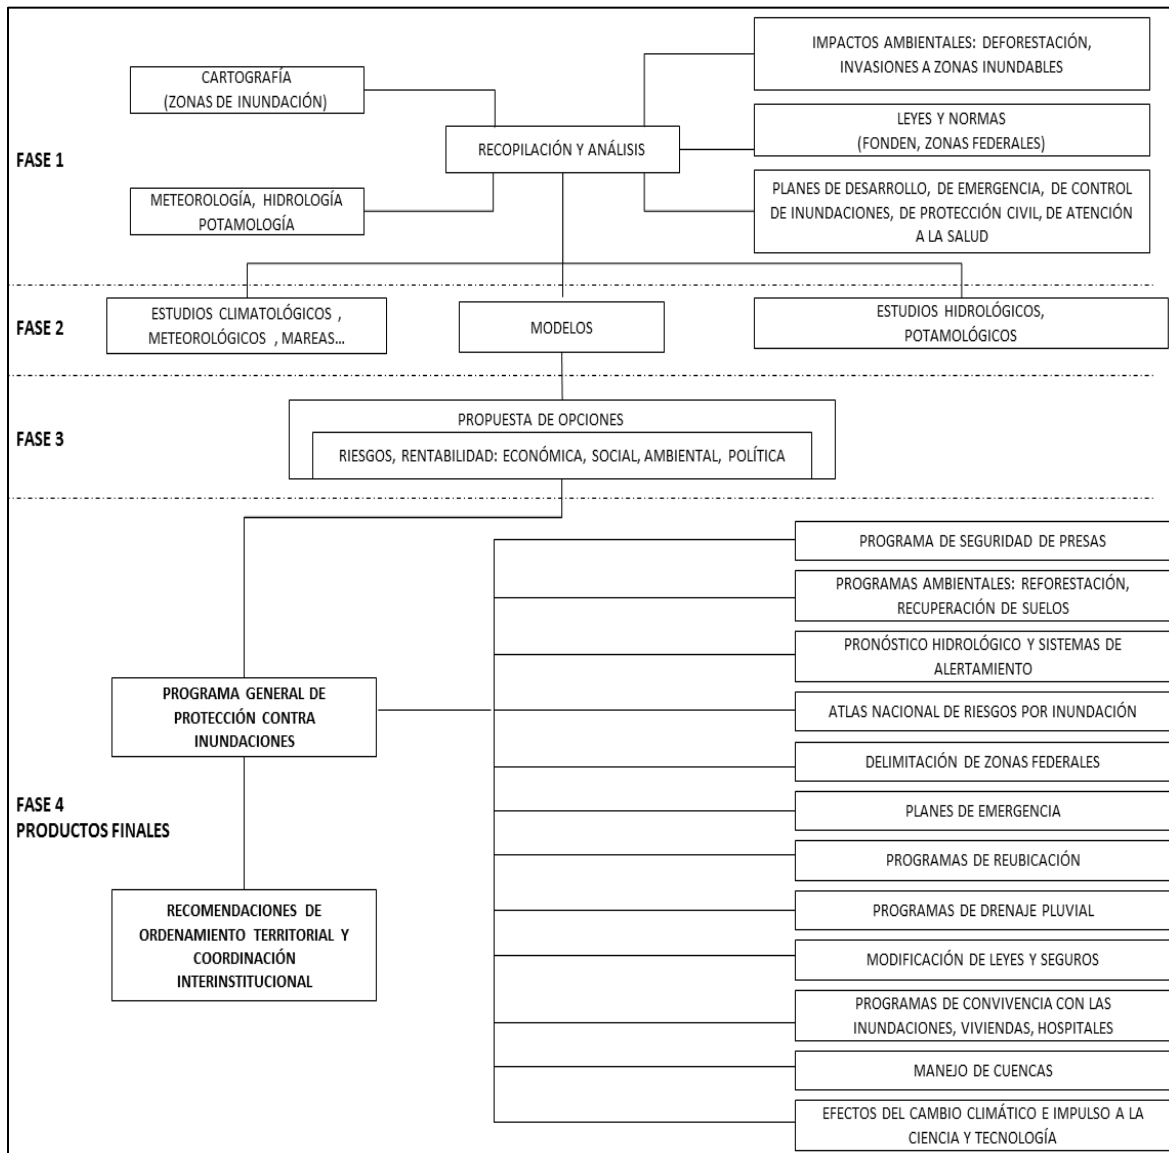 FASE 1
CARTOGRAFÍA
(ZONAS DE INUNDACIÓN)
METEOROLOGÍA, HIDROLOGÍA
POTAMOLOGÍA
RECOPILACIÓN Y ANÁLISIS
IMPACTOS AMBIENTALES: DEFORESTACIÓN,
INVASIONES A ZONAS INUNDABLES
LEYES Y NORMAS
(FONDEN, ZONAS FEDERALES)
PLANES DE DESARROLLO, DE EMERGENCIA, DE CONTROL
DE INUNDACIONES, DE PROTECCIÓN CIVIL, DE ATENCIÓN
A LA SALUD
FASE 2
ESTUDIOS CLIMATOLÓGICOS ,
METEOROLÓGICOS , MAREAS...
MODELOS
ESTUDIOS HIDROLÓGICOS,
POTAMOLÓGICOS
FASE 3
PROPUESTA DE OPCIONES
RIESGOS, RENTABILIDAD: ECONÓMICA, SOCIAL, AMBIENTAL, POLÍTICA
FASE 4
PRODUCTOS FINALES
PROGRAMA GENERAL DE
PROTECCIÓN CONTRA
INUNDACIONES
RECOMENDACIONES DE
ORDENAMIENTO TERRITORIAL Y
COORDINACIÓN
INTERINSTITUCIONAL
PROGRAMA DE SEGURIDAD DE PRESAS
PROGRAMAS AMBIENTALES: REFORESTACIÓN,
RECUPERACIÓN DE SUELOS
PRONÓSTICO HIDROLÓGICO Y SISTEMAS DE
ALERTAMIENTO
ATLAS NACIONAL DE RIESGOS POR INUNDACIÓN
DELIMITACIÓN DE ZONAS FEDERALES
PLANES DE EMERGENCIA
PROGRAMAS DE REUBICACIÓN
PROGRAMAS DE DRENAJE PLUVIAL
MODIFICACIÓN DE LEYES Y SEGUROS
PROGRAMAS DE CONVIVENCIA CON LAS
INUNDACIONES, VIVIENDAS, HOSPITALES
MANEJO DE CUENCAS
EFECTOS DEL CAMBIO CLIMÁTICO E IMPULSO A LA
CIENCIA Y TECNOLOGÍA